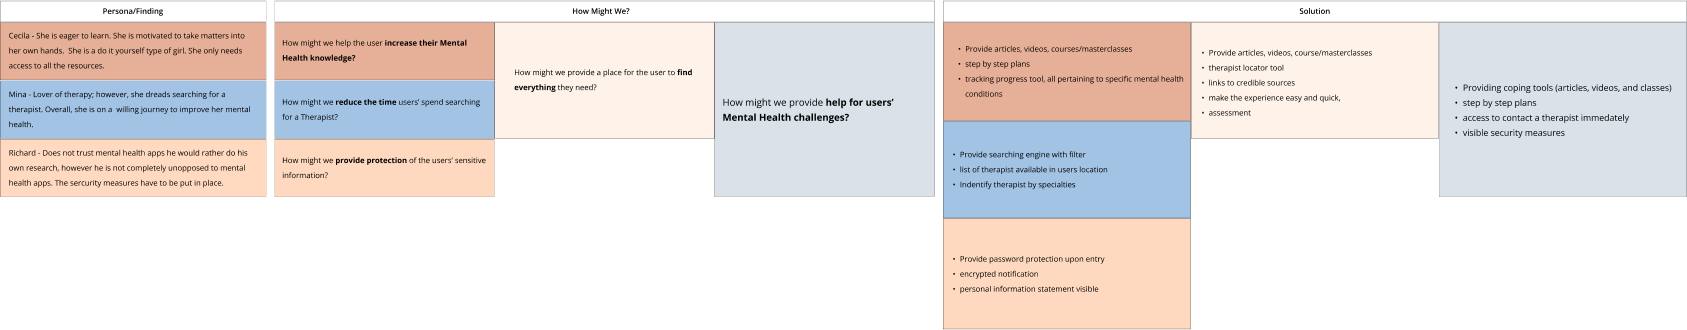 Persona/Finding
Cecila - She is eager to learn. She is motivated to take matters into
her own hands. She is a do it yourself type of girl. She only needs
access to all the resources.
Mina - Lover of therapy; however, she dreads searching for a
therapist. Overall, she is on a willing journey to improve her mental
health.
Richard - Does not trust mental health apps he would rather do his
own research, however he is not completely unopposed to mental
health apps. The sercurity measures have to be put in place.
How Might We?
How might we help the user increase their Mental
Health knowledge?
How might we reduce the time users' spend searching
for a Therapist?
How might we provide protection of the users' sensitive
information?
How might we provide a place for the user to find
everything they need?
How might we provide help for users'
Mental Health challenges?
Solution
• Provide articles, videos, courses/masterclasses
• step by step plans
• tracking progress tool, all pertaining to specific mental health
conditions
• Provide searching engine with filter
• list of therapist available in users location
• Indentify therapist by specialties
• Provide password protection upon entry
• encrypted notification
• personal information statement visible
• Provide articles, videos, course/masterclasses
• therapist locator tool
• links to credible sources
• make the experience easy and quick,
• assessment
• Providing coping tools (articles, videos, and classes)
• step by step plans
• access to contact a therapist immedately
• visible security measures